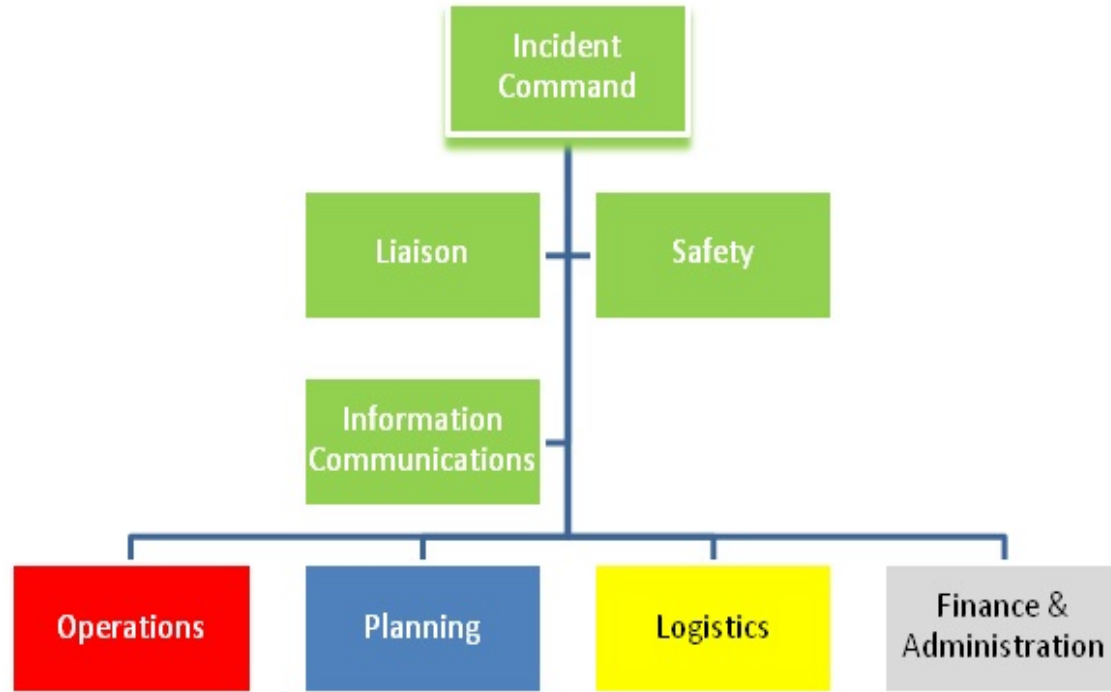 Incident
Command
Liaison
Safety
Information
Communications
Operations
Planning
Logistics
Finance &
Administration